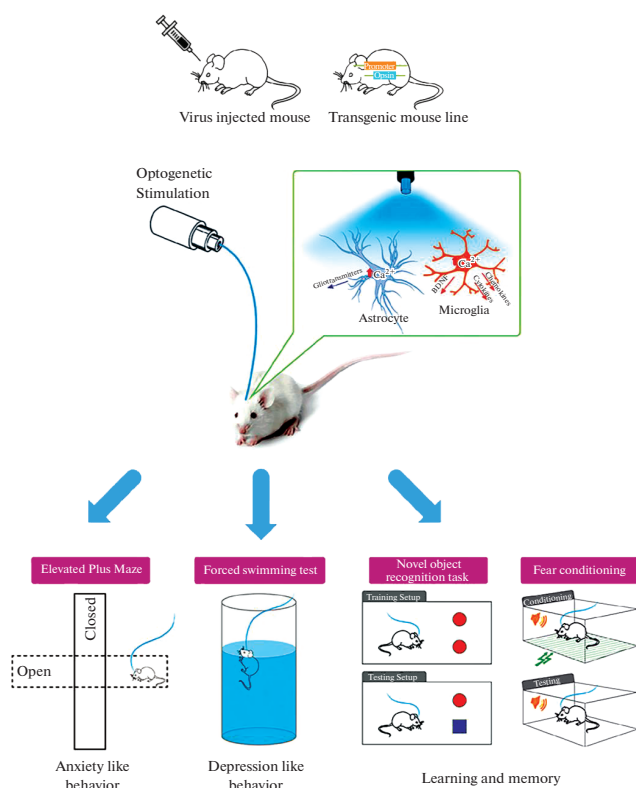 Promoter
Opsin
Virus injected mouse
Transgenic mouse line
Optogenetic
Stimulation
Gliotransmitters
Ca2+
Astrocyte
Ca2+
BDNF
Cytokines
Chemokines
Microglia
Elevated Plus Maze
Closed
Open
Anxiety like
behavior
Forced swimming test
Depression like
behavior
Novel object
recognition task
Training Setup
Testing Setup
Fear conditioning
Conditioning
Testing
Learning and memory